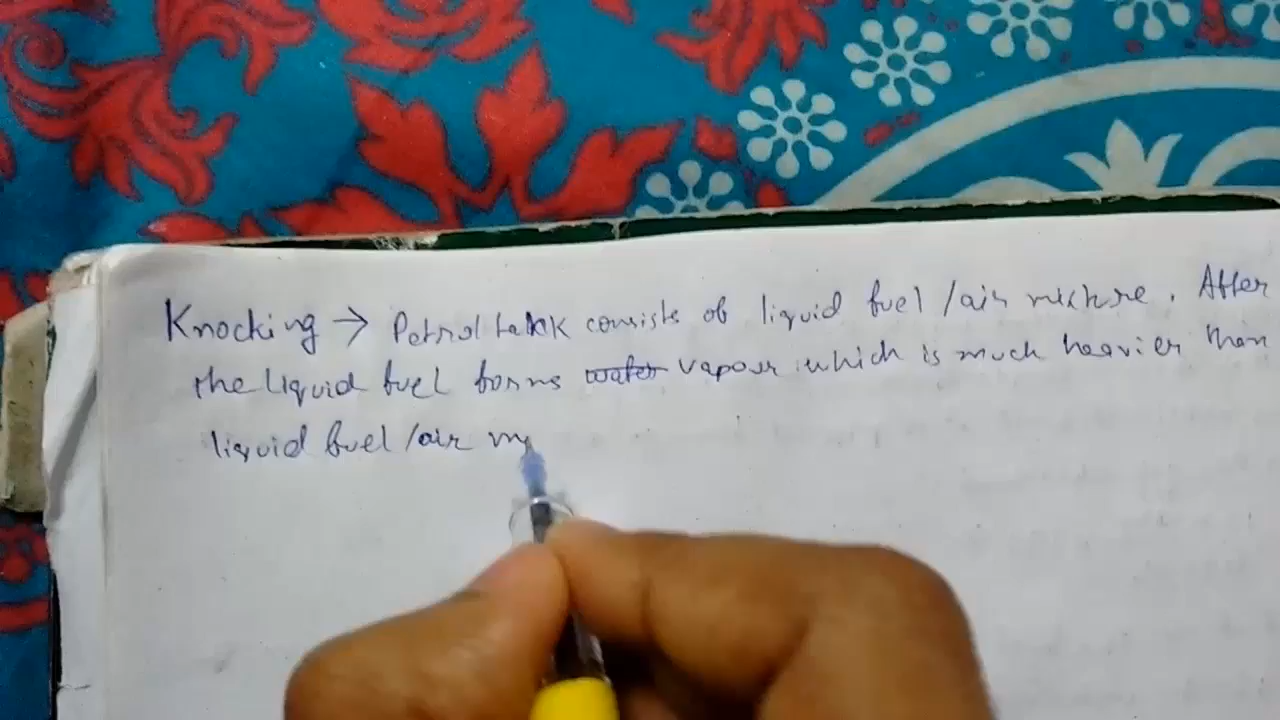 Knocking → Petrol tank consists of liquid fuel /air mixture. After
the liquid fuel forms water vapour which is much heavier than
liquid fuel /air m